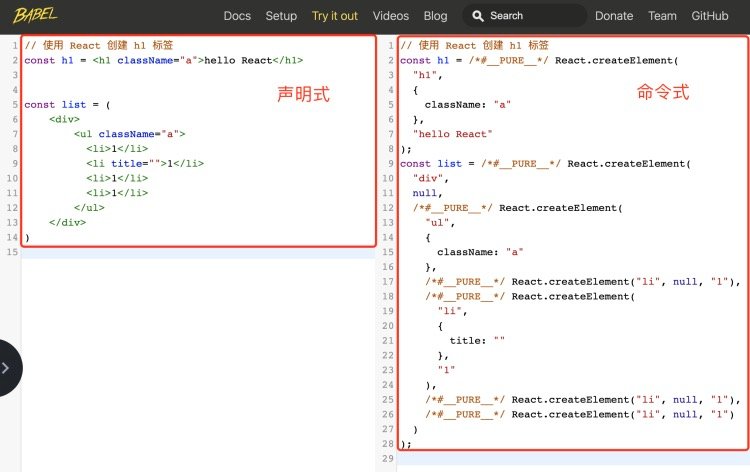 BABEL Docs Setup Try it out Videos Blog Search Donate Team GitHub
1 // 使用 React 创建 h1 标签
2 const h1 = <h1 className="a">hello React</h1>
3
4
5 const list = (
6 <div>
7 <ul className="a">
8 <li>1</li>
9 <li title="">1</li>
10 <li>1</li>
11 <li>1</li>
12 </ul>
13 </div>
14 )
15
声明式
1 // 使用 React 创建 h1 标签
2 const h1 = /*#__PURE__*/ React.createElement(
3 "h1",
4 {
5 className: "a"
6 },
7 "hello React"
8 );
9 const list = /*#__PURE__*/ React.createElement(
10 "div",
11 null,
12 /*#__PURE__*/ React.createElement(
13 "ul",
14 {
15 className: "a"
16 },
17 /*#__PURE__*/ React.createElement("li", null, "1"),
18 /*#__PURE__*/ React.createElement(
19 "li",
20 {
21 title: ""
22 },
23 "1"
24 ),
25 /*#__PURE__*/ React.createElement("li", null, "1"),
26 /*#__PURE__*/ React.createElement("li", null, "1")
27 )
28 );
29
命令式